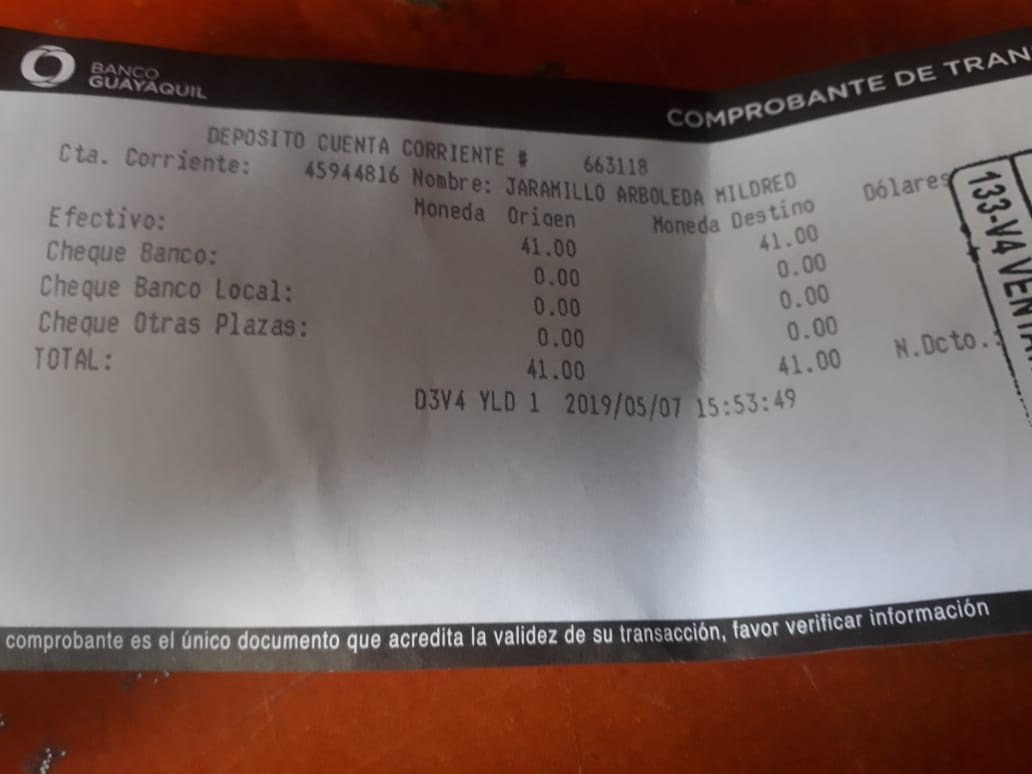 BANCO
GUAYAQUIL
COMPROBANTE DE TRAN
DEPOSITO CUENTA CORRIENTE # 663118
Cta. Corriente: 45944816 Nombre: JARAMILLO ARBOLEDA MILDRED
Moneda Origen Moneda Destino Dólares
Efectivo: 41.00 41.00
Cheque Banco: 0.00 0.00
Cheque Banco Local: 0.00 0.00
Cheque Otras Plazas: 0.00 0.00
TOTAL: 41.00 41.00 N.Dcto.:
D3V4 YLD 1 2019/05/07 15:53:49
133-V4 VENTA
comprobante es el único documento que acredita la validez de su transacción, favor verificar información